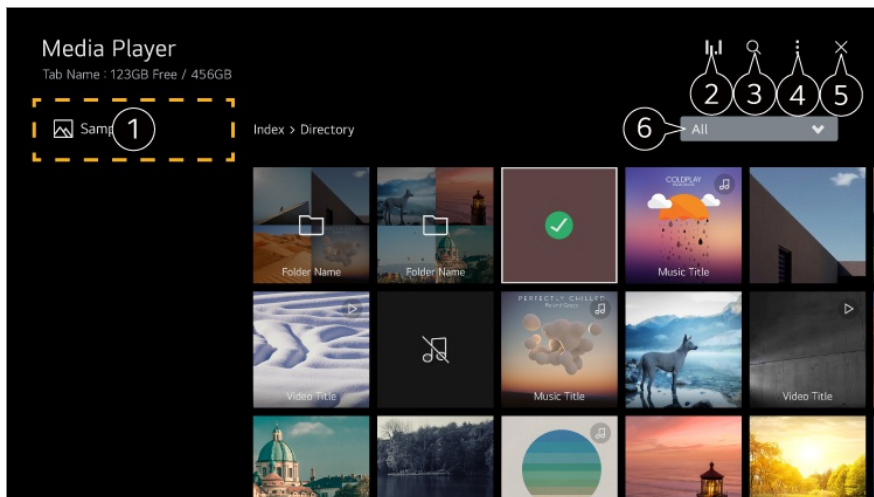 Media Player
Tab Name : 123GB Free / 456GB
2
3
4
5
Samp
1
Index > Directory
6
All
Folder Name
Folder Name
COLDPLAY
Music Title
Video Title
PERFECTLY CHILLED
Music Title
Video Title